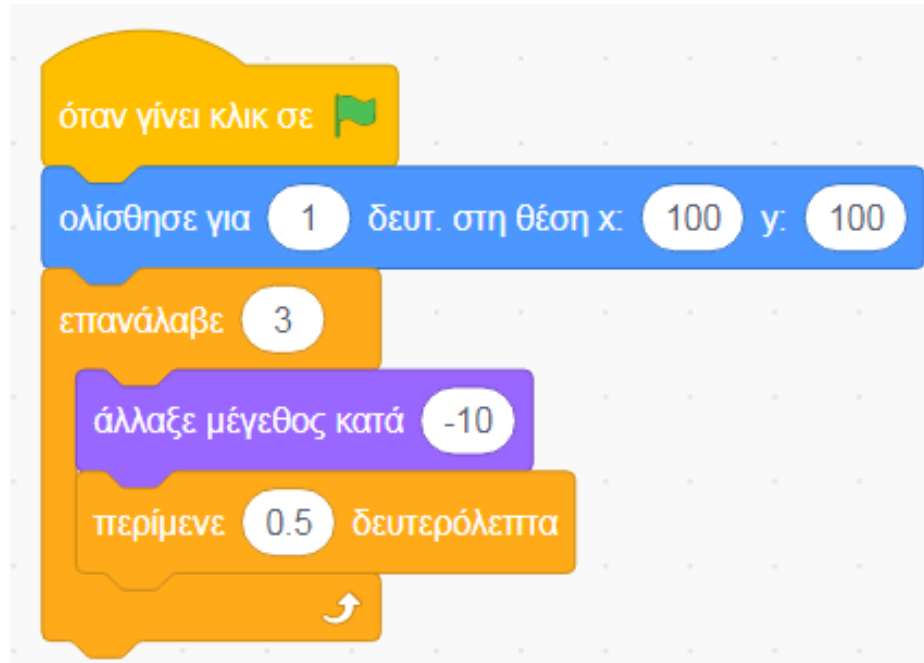 όταν γίνει κλικ σε
ολίσθησε για 1 δευτ. στη θέση x: 100 y: 100
επανάλαβε 3
άλλαξε μέγεθος κατά -10
περίμενε 0.5 δευτερόλεπτα